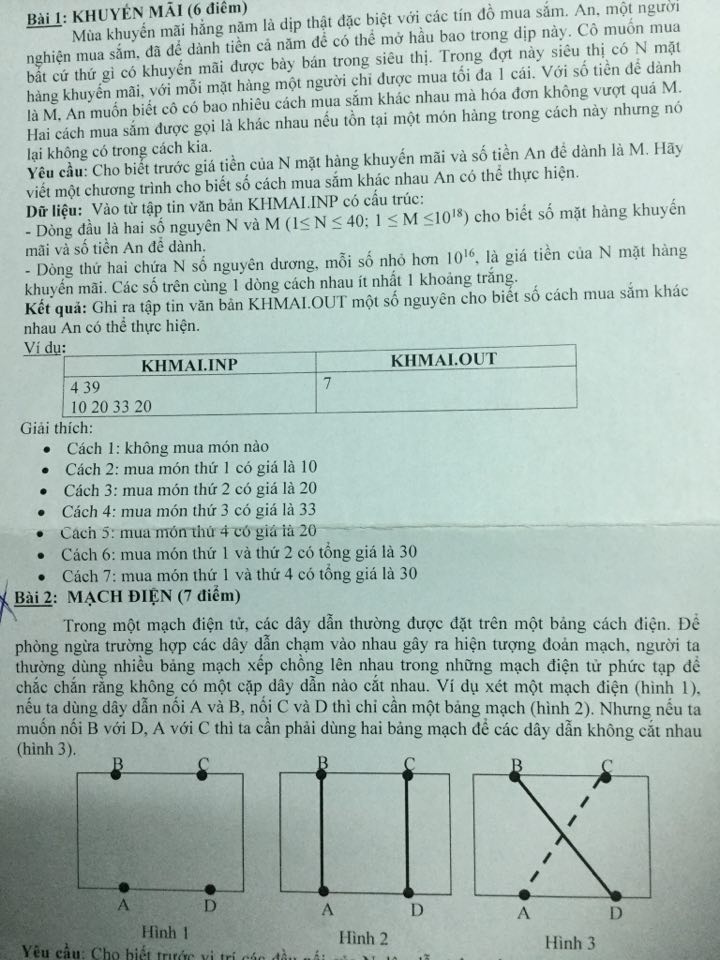 Bài 1: KHUYẾN MÃI (6 điểm)
Mùa khuyến mãi hằng năm là dịp thật đặc biệt với các tín đồ mua sắm. An, một người
nghiện mua sắm, đã để dành tiền cả năm để có thể mở hầu bao trong dịp này. Cô muốn mua
bất cứ thứ gì có khuyến mãi được bày bán trong siêu thị. Trong đợt này siêu thị có N mặt
hàng khuyến mãi, với mỗi mặt hàng một người chỉ được mua tối đa 1 cái. Với số tiền để dành
là M, An muốn biết cô có bao nhiêu cách mua sắm khác nhau mà hóa đơn không vượt quá M.
Hai cách mua sắm được gọi là khác nhau nếu tồn tại một món hàng trong cách này nhưng nó
lại không có trong cách kia.
Yêu cầu: Cho biết trước giá tiền của N mặt hàng khuyến mãi và số tiền An để dành là M. Hãy
viết một chương trình cho biết số cách mua sắm khác nhau An có thể thực hiện.
Dữ liệu: Vào từ tập tin văn bản KHMAI.INP có cấu trúc:
- Dòng đầu là hai số nguyên N và M (1≤ N ≤ 40; 1 ≤ M ≤10¹⁸) cho biết số mặt hàng khuyến
mãi và số tiền An để dành.
- Dòng thứ hai chứa N số nguyên dương, mỗi số nhỏ hơn 10¹⁶, là giá tiền của N mặt hàng
khuyến mãi. Các số trên cùng 1 dòng cách nhau ít nhất 1 khoảng trắng.
Kết quả: Ghi ra tập tin văn bản KHMAI.OUT một số nguyên cho biết số cách mua sắm khác
nhau An có thể thực hiện.
Ví dụ:
KHMAI.INP KHMAI.OUT
4 39 7
10 20 33 20
Giải thích:
• Cách 1: không mua món nào
• Cách 2: mua món thứ 1 có giá là 10
• Cách 3: mua món thứ 2 có giá là 20
• Cách 4: mua món thứ 3 có giá là 33
• Cách 5: mua món thứ 4 có giá là 20
• Cách 6: mua món thứ 1 và thứ 2 có tổng giá là 30
• Cách 7: mua món thứ 1 và thứ 4 có tổng giá là 30
Bài 2: MẠCH ĐIỆN (7 điểm)
Trong một mạch điện tử, các dây dẫn thường được đặt trên một bảng cách điện. Để
phòng ngừa trường hợp các dây dẫn chạm vào nhau gây ra hiện tượng đoản mạch, người ta
thường dùng nhiều bảng mạch xếp chồng lên nhau trong những mạch điện tử phức tạp để
chắc chắn rằng không có một cặp dây dẫn nào cắt nhau. Ví dụ xét một mạch điện (hình 1),
nếu ta dùng dây dẫn nối A và B, nối C và D thì chỉ cần một bảng mạch (hình 2). Nhưng nếu ta
muốn nối B với D, A với C thì ta cần phải dùng hai bảng mạch để các dây dẫn không cắt nhau
(hình 3).
B C B C B C
A D A D A D
Hình 1 Hình 2 Hình 3
Yêu cầu: Cho biết trước vị trí các đầu nối của N